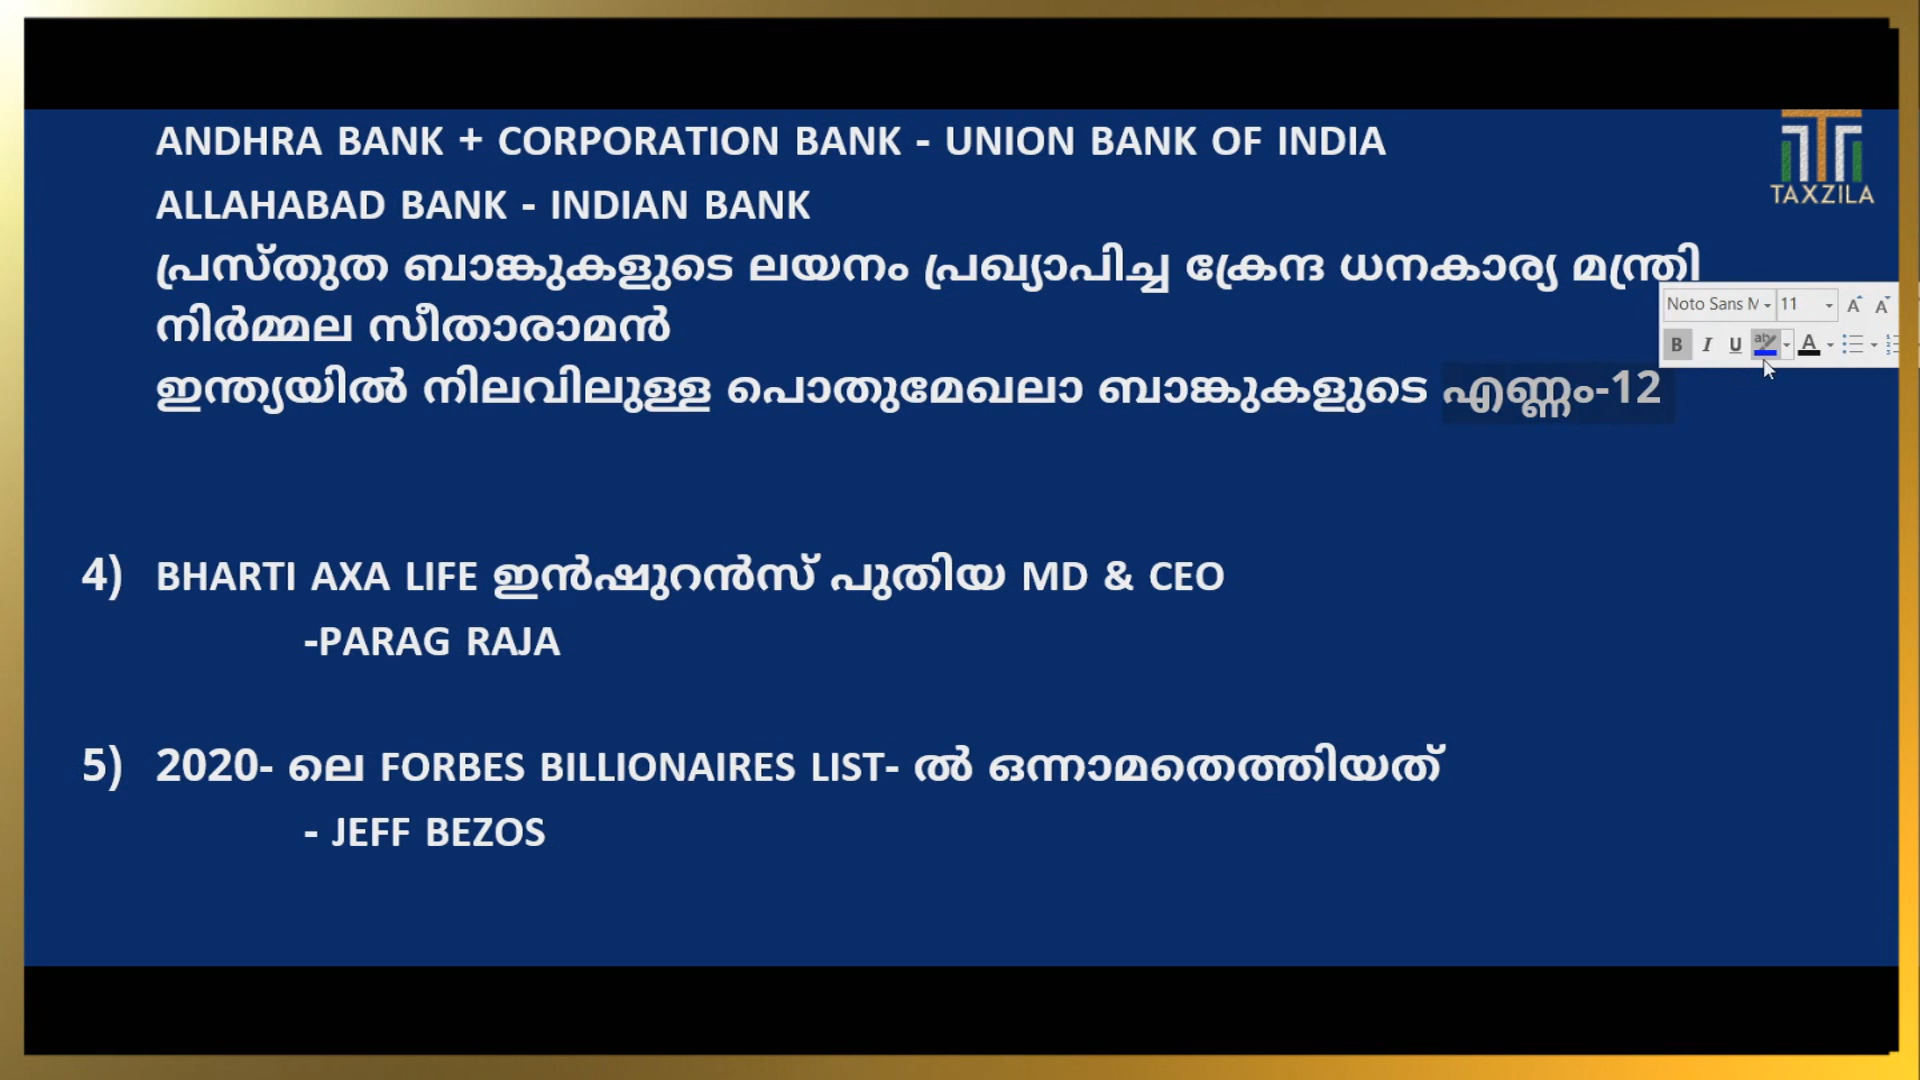 ANDHRA BANK + CORPORATION BANK - UNION BANK OF INDIA
ALLAHABAD BANK - INDIAN BANK
TAXZILA
പ്രസ്തുത ബാങ്കുകളുടെ ലയനം പ്രഖ്യാപിച്ച ക്രേന്ദ ധനകാര്യ മന്ത്രി
നിർമ്മല സീതാരാമൻ
Noto Sans M 11 A A
B I U aby A
ഇന്ത്യയിൽ നിലവിലുള്ള പൊതുമേഖലാ ബാങ്കുകളുടെ എണ്ണം-12
4) BHARTI AXA LIFE ഇൻഷുറൻസ് പുതിയ MD & CEO
-PARAG RAJA
5) 2020- ലെ FORBES BILLIONAIRES LIST- ൽ ഒന്നാമതെത്തിയത്
- JEFF BEZOS